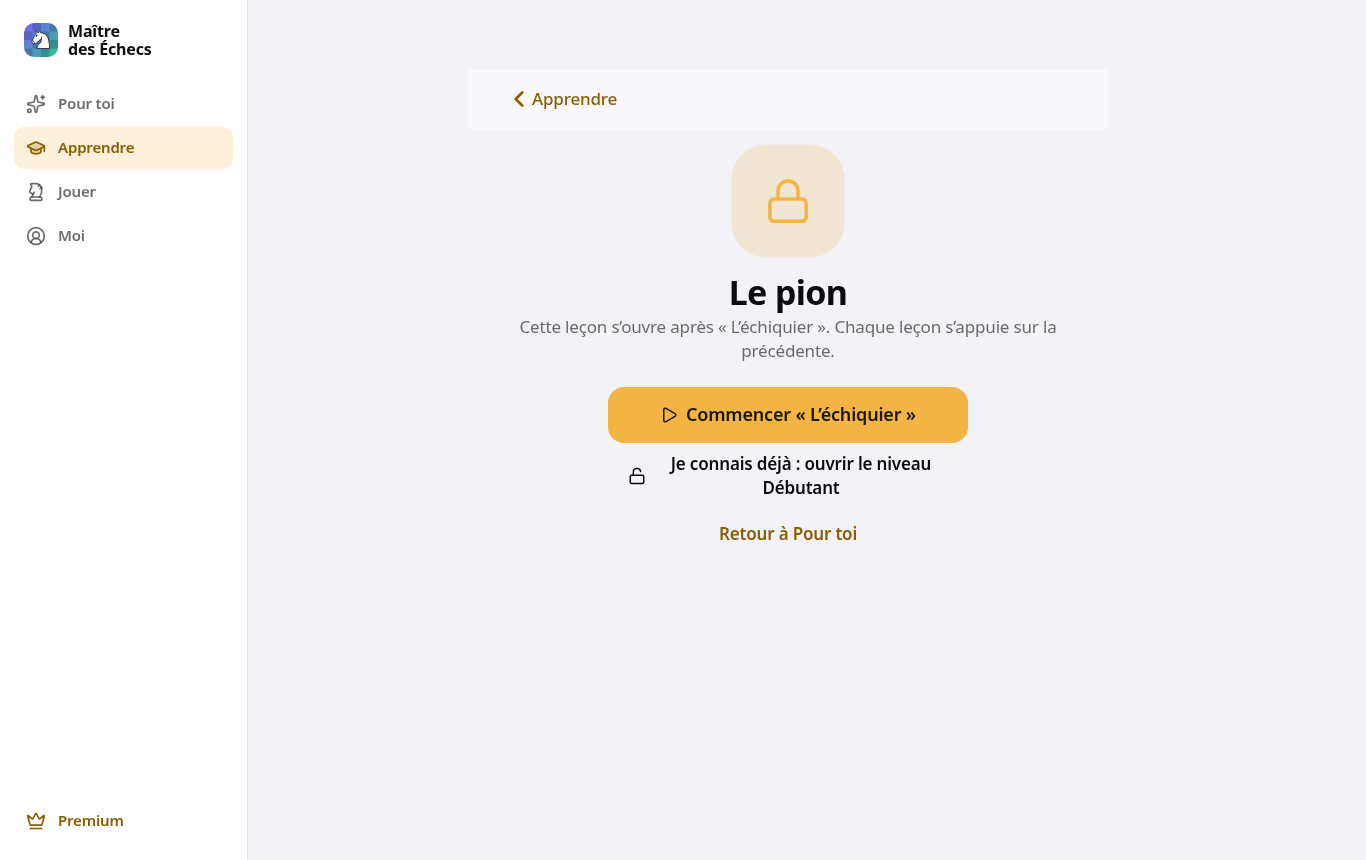 Maître
des Échecs
Pour toi
Apprendre
Jouer
Moi
Premium
Apprendre
Le pion
Cette leçon s’ouvre après « L’échiquier ». Chaque leçon s’appuie sur la
précédente.
Commencer « L’échiquier »
Je connais déjà : ouvrir le niveau
Débutant
Retour à Pour toi